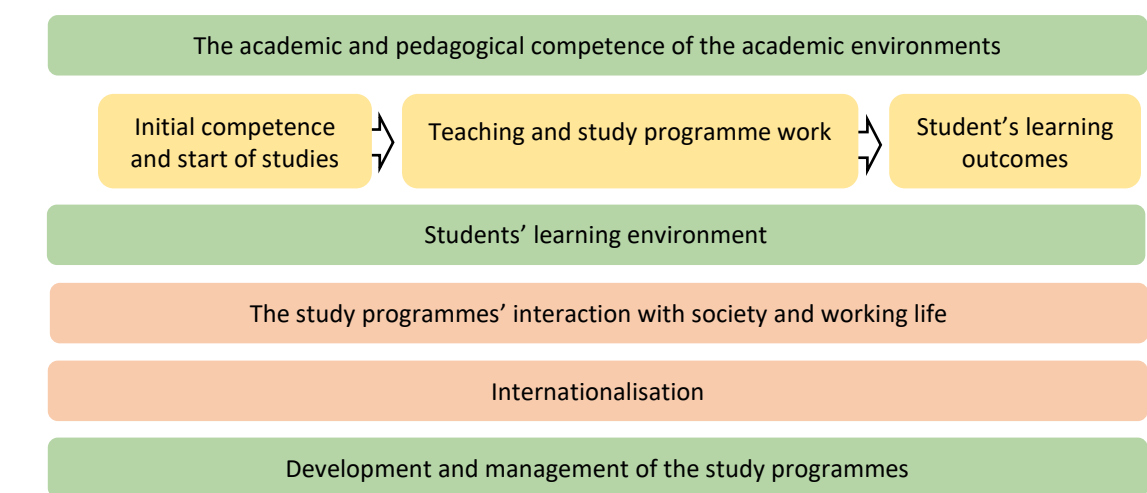 The academic and pedagogical competence of the academic environments
Initial competence
and start of studies
Teaching and study programme work
Student’s learning
outcomes
Students’ learning environment
The study programmes’ interaction with society and working life
Internationalisation
Development and management of the study programmes